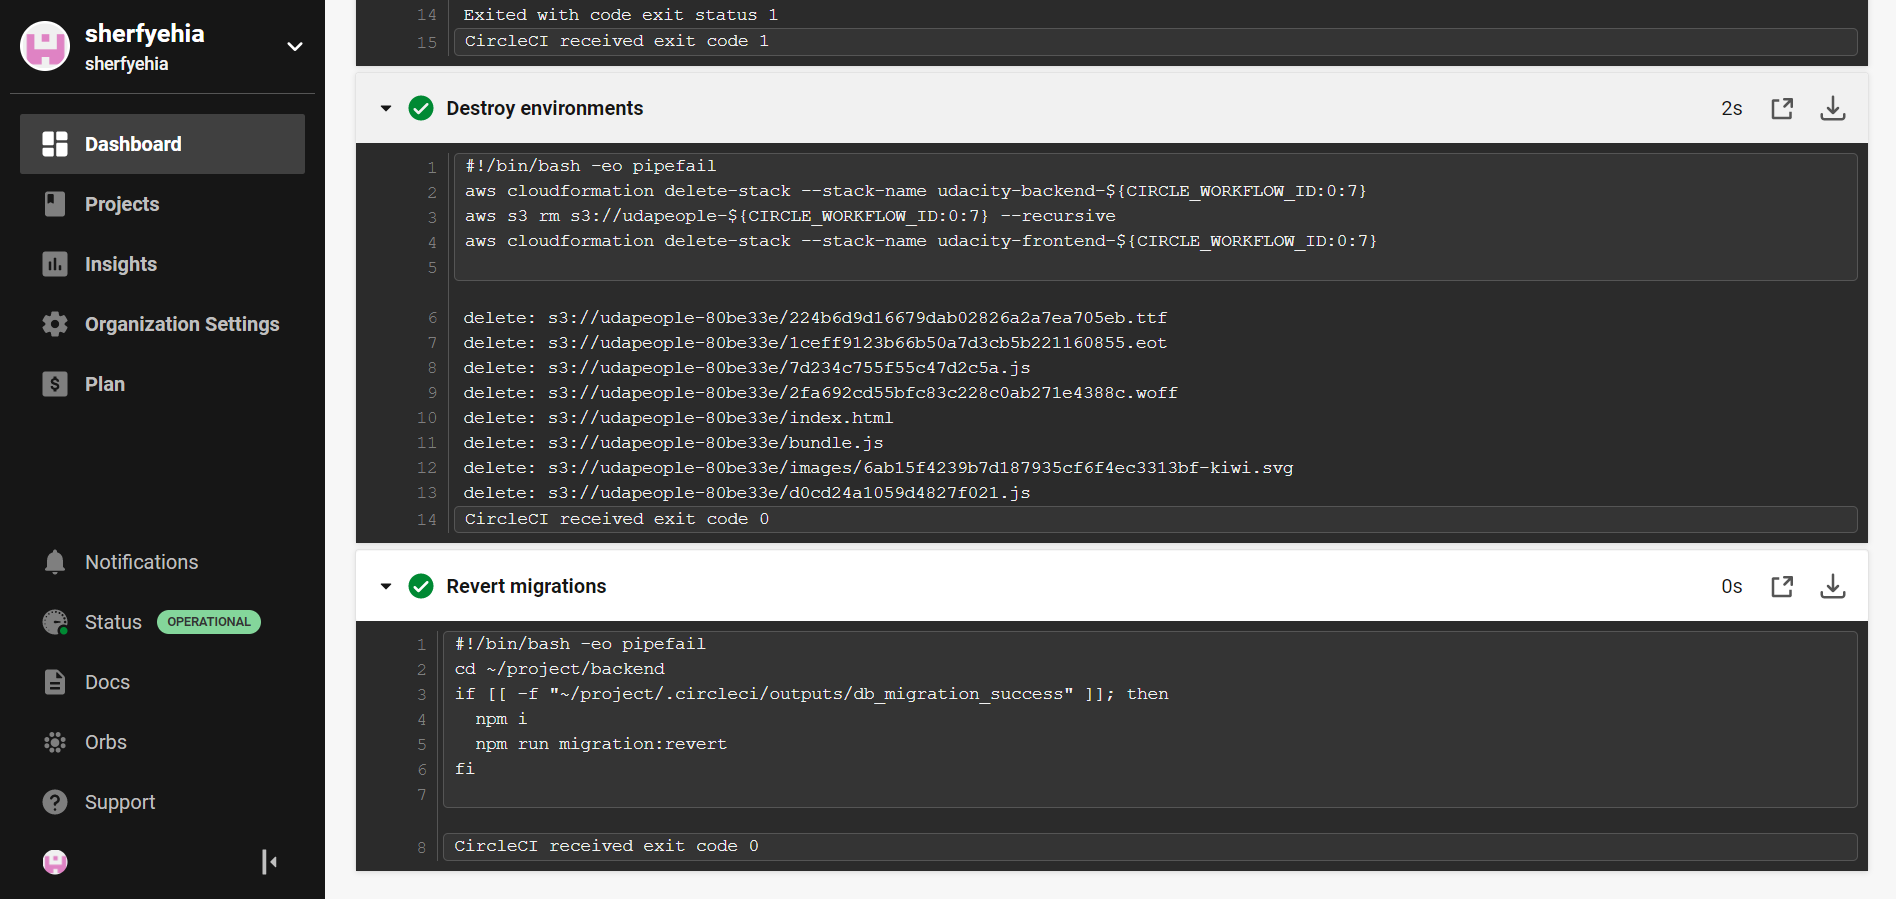 sherfyehia
sherfyehia
Dashboard
Projects
Insights
Organization Settings
Plan
Notifications
Status OPERATIONAL
Docs
Orbs
Support
14 Exited with code exit status 1
15 CircleCI received exit code 1
Destroy environments 2s
1 #!/bin/bash -eo pipefail
2 aws cloudformation delete-stack --stack-name udacity-backend-${CIRCLE_WORKFLOW_ID:0:7}
3 aws s3 rm s3://udapeople-${CIRCLE_WORKFLOW_ID:0:7} --recursive
4 aws cloudformation delete-stack --stack-name udacity-frontend-${CIRCLE_WORKFLOW_ID:0:7}
5
6 delete: s3://udapeople-80be33e/224b6d9d16679dab02826a2a7ea705eb.ttf
7 delete: s3://udapeople-80be33e/1ceff9123b66b50a7d3cb5b221160855.eot
8 delete: s3://udapeople-80be33e/7d234c755f55c47d2c5a.js
9 delete: s3://udapeople-80be33e/2fa692cd55bfc83c228c0ab271e4388c.woff
10 delete: s3://udapeople-80be33e/index.html
11 delete: s3://udapeople-80be33e/bundle.js
12 delete: s3://udapeople-80be33e/images/6ab15f4239b7d187935cf6f4ec3313bf-kiwi.svg
13 delete: s3://udapeople-80be33e/d0cd24a1059d4827f021.js
14 CircleCI received exit code 0
Revert migrations 0s
1 #!/bin/bash -eo pipefail
2 cd ~/project/backend
3 if [[ -f "~/project/.circleci/outputs/db_migration_success" ]]; then
4 npm i
5 npm run migration:revert
6 fi
7
8 CircleCI received exit code 0